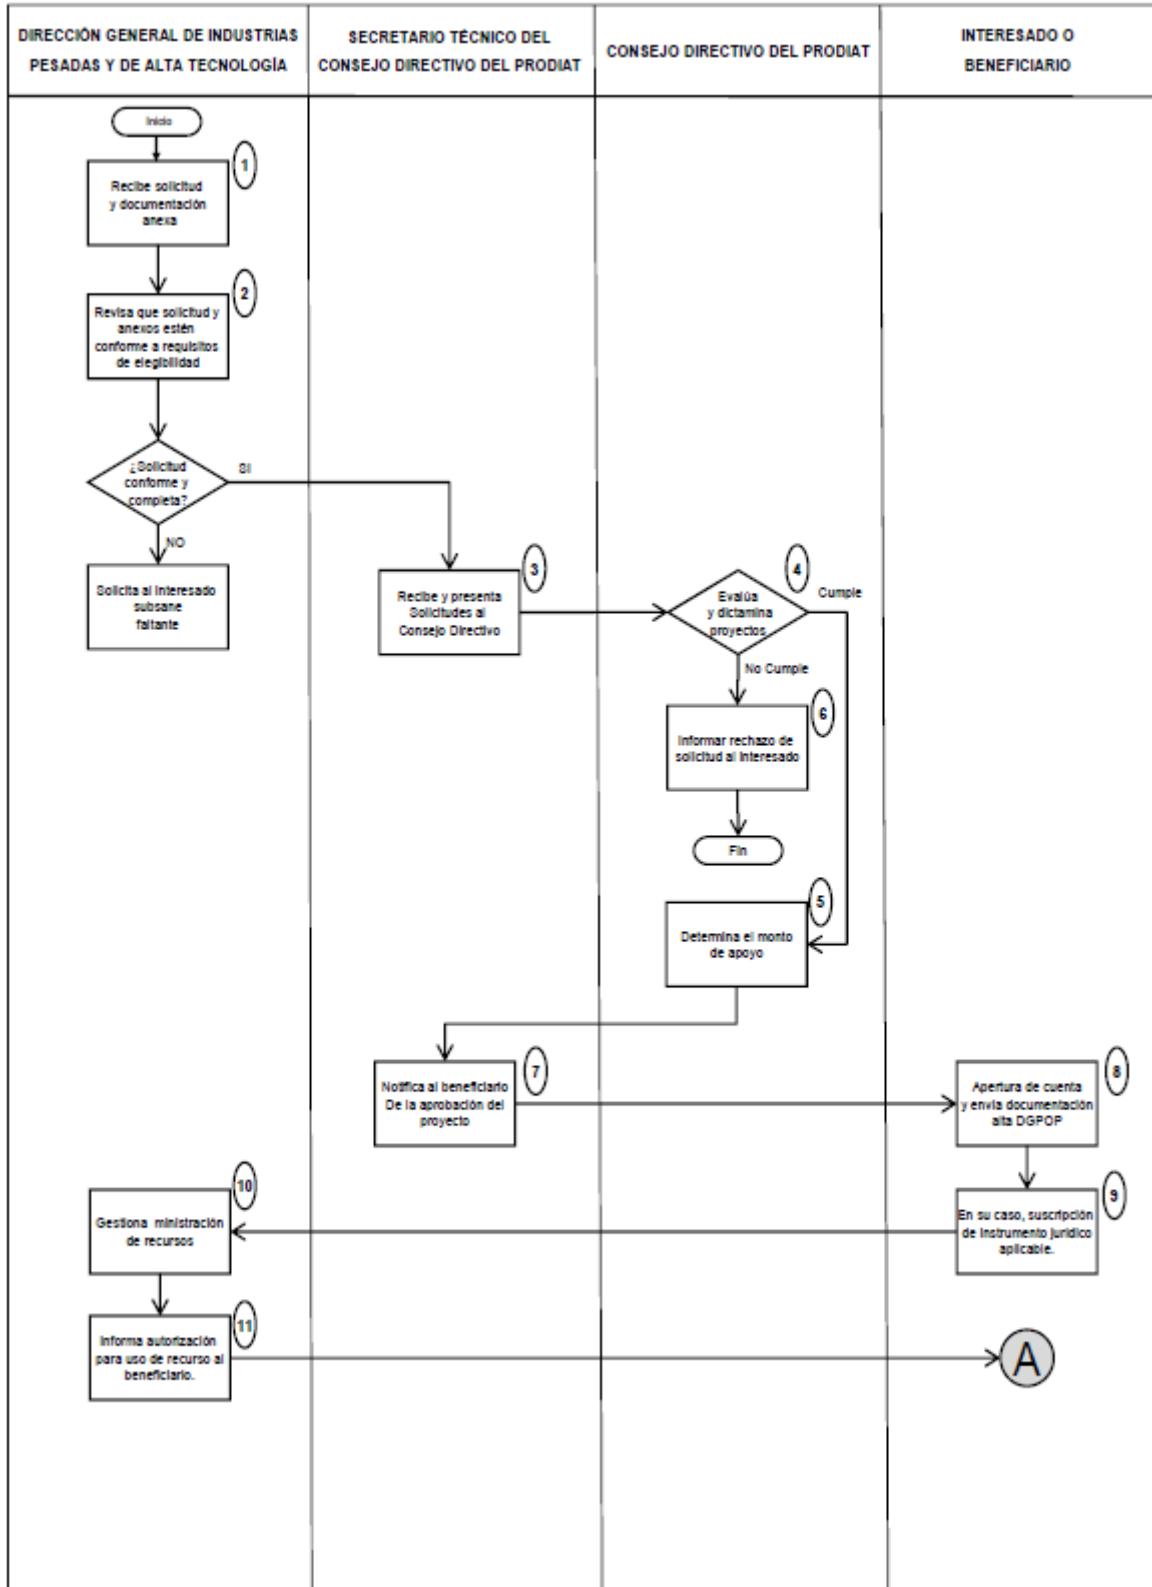 DIRECCIÓN GENERAL DE INDUSTRIAS
PESADAS Y DE ALTA TECNOLOGÍA
SECRETARIO TÉCNICO DEL
CONSEJO DIRECTIVO DEL PRODIAT
CONSEJO DIRECTIVO DEL PRODIAT
INTERESADO O
BENEFICIARIO
Inicio
1
Recibe solicitud
y documentación
anexa
2
Revisa que solicitud y
anexos estén
conforme a requisitos
de elegibilidad
¿Solicitud
conforme y
completa?
SI
NO
Solicita al interesado
subsane
faltante
3
Recibe y presenta
Solicitudes al
Consejo Directivo
4
Evalúa
y dictamina
proyectos
Cumple
No Cumple
6
Informar rechazo de
solicitud al interesado
Fin
5
Determina el monto
de apoyo
7
Notifica al beneficiario
De la aprobación del
proyecto
8
Apertura de cuenta
y envia documentación
alta DGPOP
9
En su caso, suscripción
de instrumento jurídico
aplicable.
10
Gestiona ministración
de recursos
11
Informa autorización
para uso de recurso al
beneficiario.
A